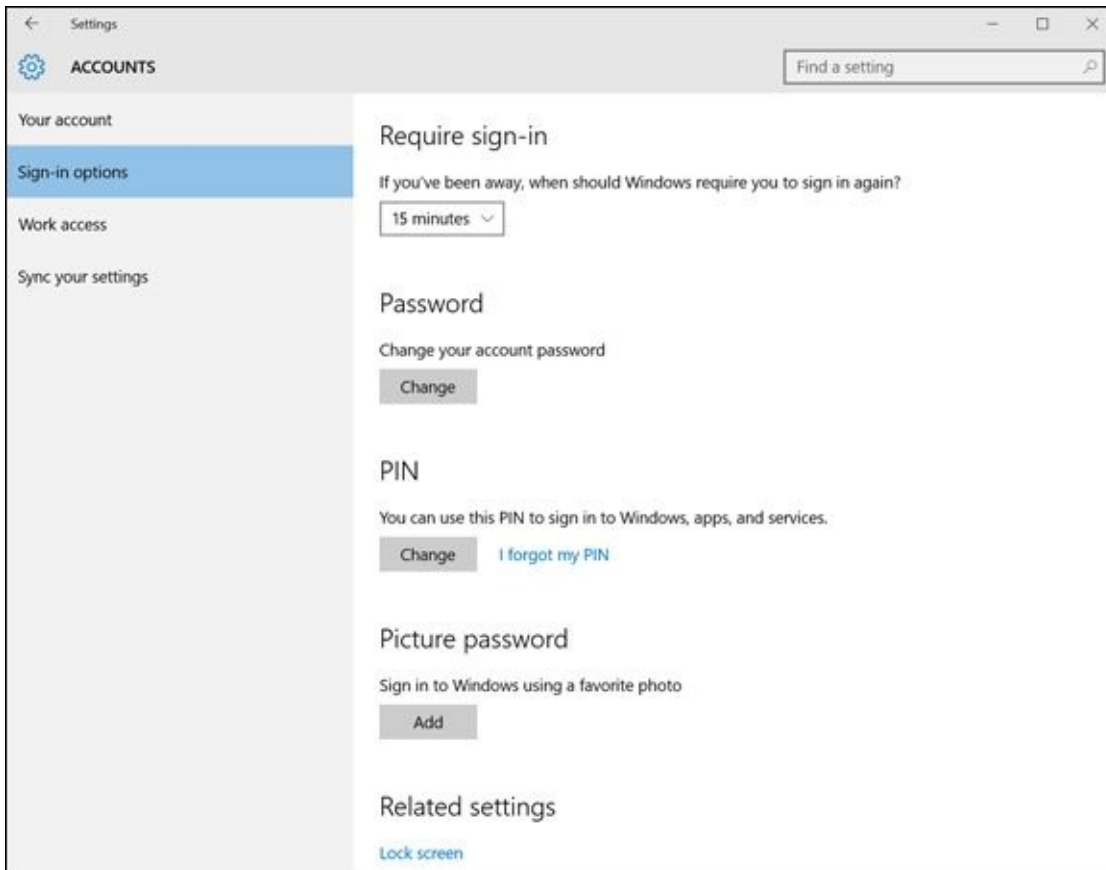 Settings
ACCOUNTS
Find a setting
Your account
Sign-in options
Work access
Sync your settings
Require sign-in
If you've been away, when should Windows require you to sign in again?
15 minutes
Password
Change your account password
Change
PIN
You can use this PIN to sign in to Windows, apps, and services.
Change I forgot my PIN
Picture password
Sign in to Windows using a favorite photo
Add
Related settings
Lock screen